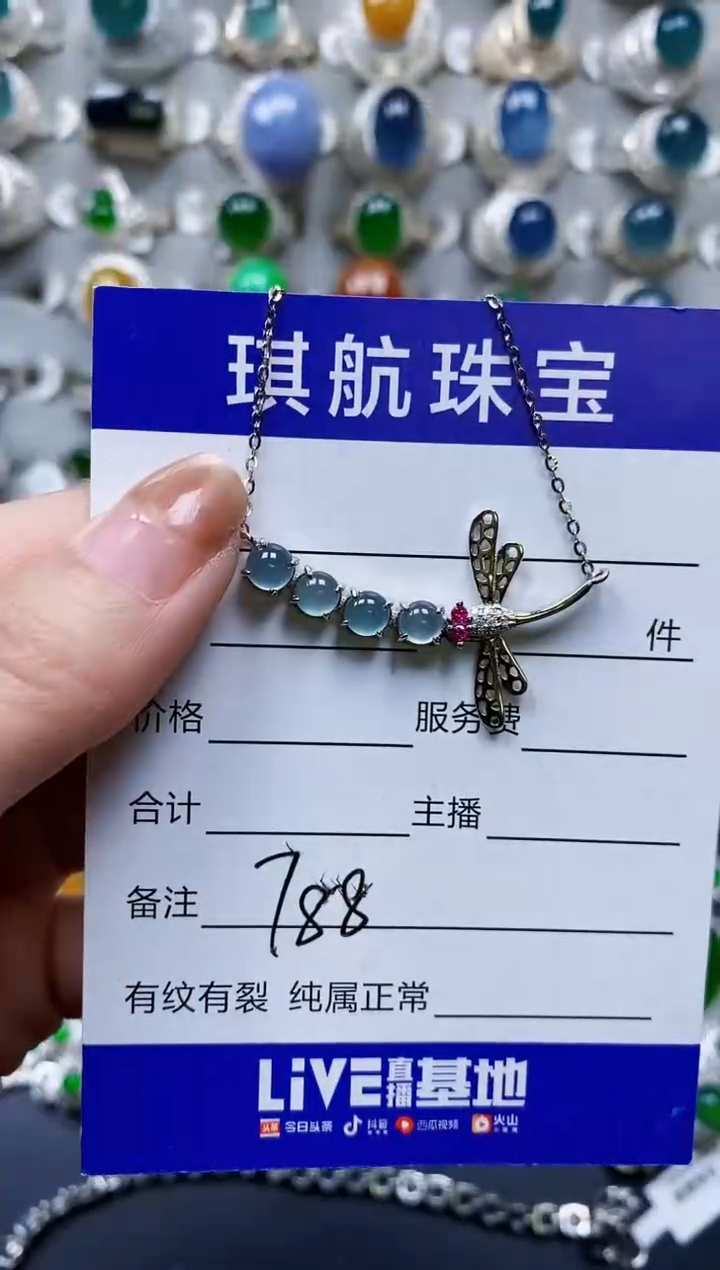 琪航珠宝
件
价格 服务费
合计 主播
备注 788
有纹有裂 纯属正常
LiVE直播基地
头条 今日头条 抖音 西瓜视频 火山